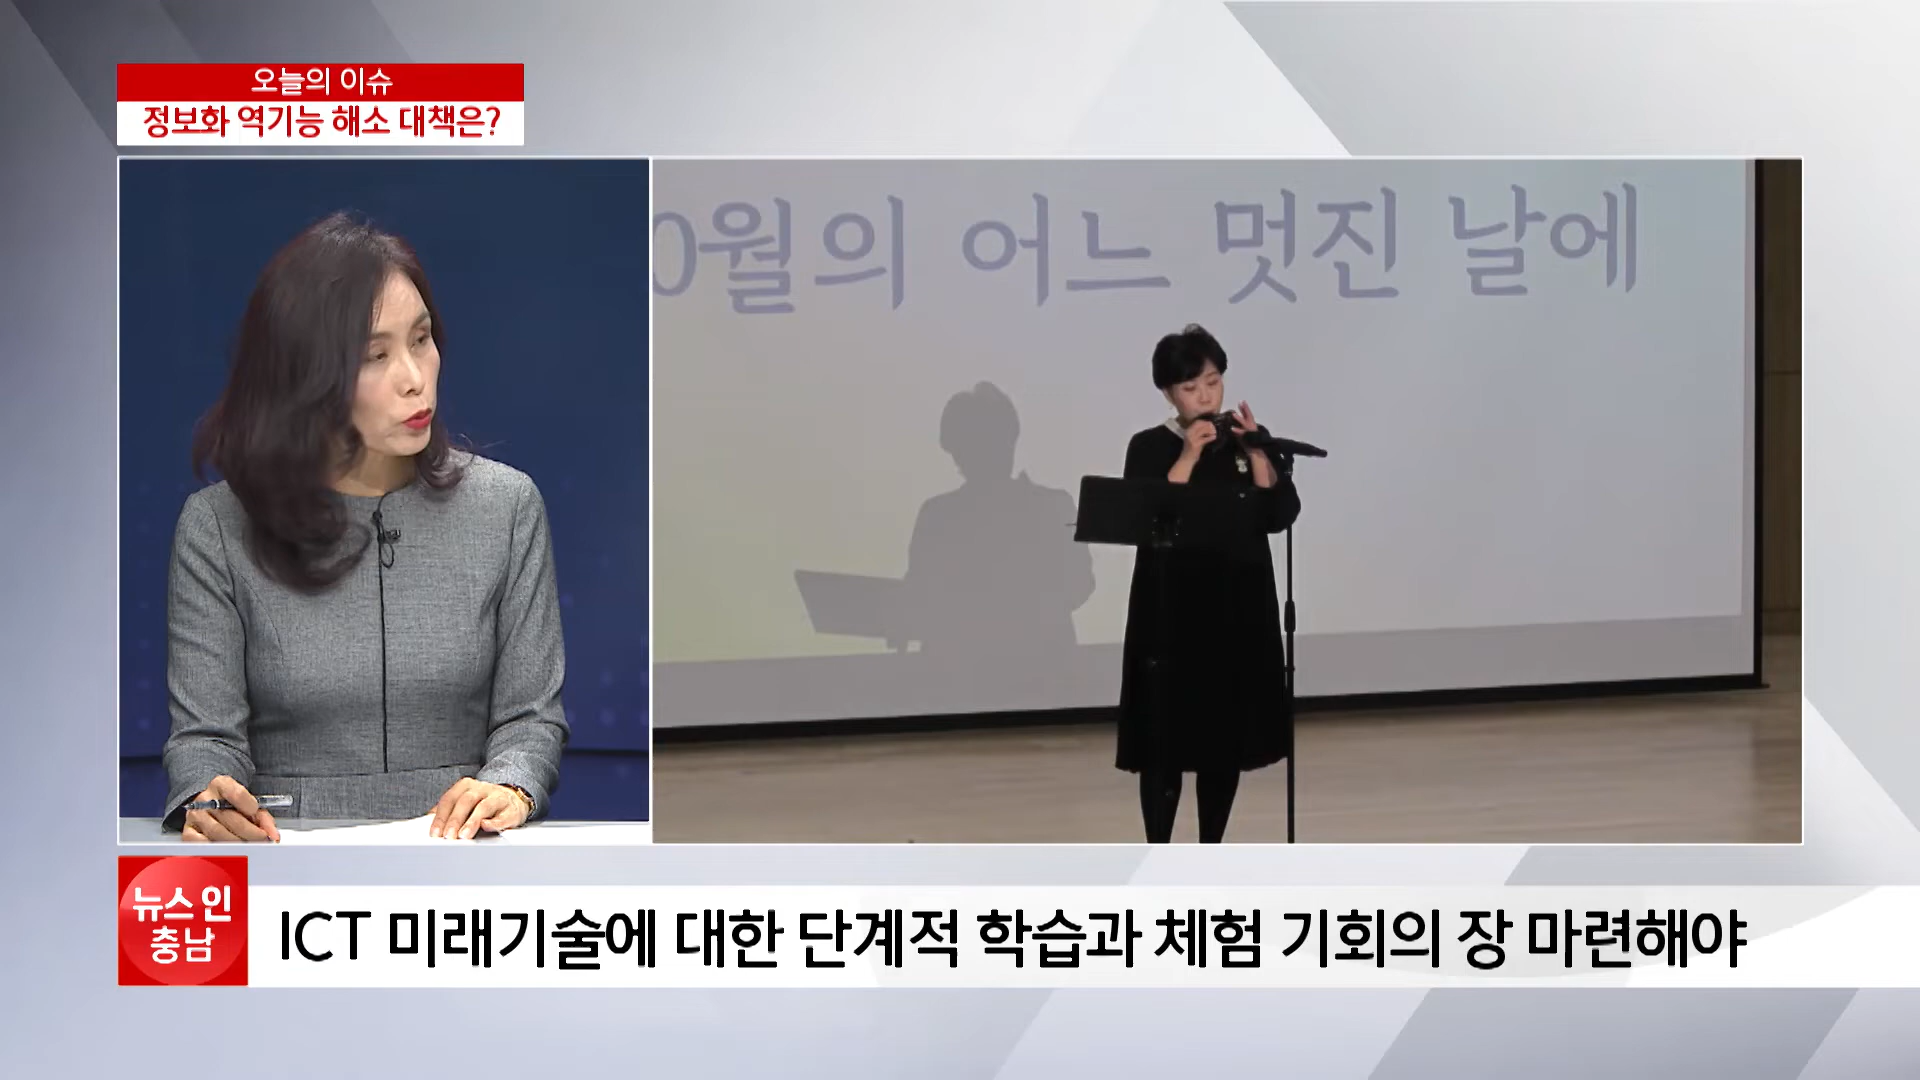 오늘의 이슈
정보화 역기능 해소 대책은?
0월의 어느 멋진 날에
뉴스인
충남
ICT 미래기술에 대한 단계적 학습과 체험 기회의 장 마련해야